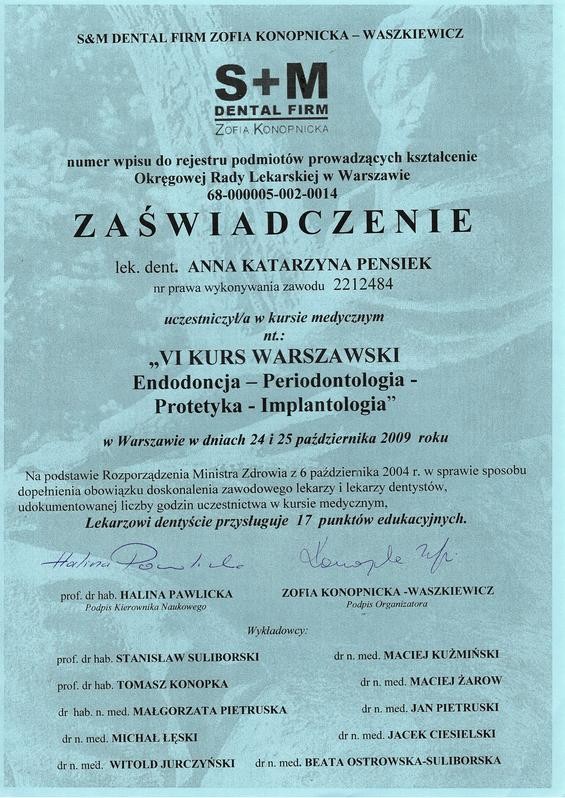 S&M DENTAL FIRM ZOFIA KONOPNICKA – WASZKIEWICZ
S+M
DENTAL FIRM
ZOFIA KONOPNICKA
numer wpisu do rejestru podmiotów prowadzących kształcenie
Okręgowej Rady Lekarskiej w Warszawie
68-000005-002-0014
ZAŚWIADCZENIE
lek. dent. ANNA KATARZYNA PENSIEK
nr prawa wykonywania zawodu 2212484
uczestniczył/a w kursie medycznym
nt.:
„VI KURS WARSZAWSKI
Endodoncja – Periodontologia -
Protetyka - Implantologia”
w Warszawie w dniach 24 i 25 października 2009 roku
Na podstawie Rozporządzenia Ministra Zdrowia z 6 października 2004 r. w sprawie sposobu
dopełnienia obowiązku doskonalenia zawodowego lekarzy i lekarzy dentystów,
udokumentowanej liczby godzin uczestnictwa w kursie medycznym,
Lekarzowi dentyście przysługuje 17 punktów edukacyjnych.
Halina Pawlicka
prof. dr hab. HALINA PAWLICKA ZOFIA KONOPNICKA -WASZKIEWICZ
Podpis Kierownika Naukowego Podpis Organizatora
Wykładowcy:
prof. dr hab. STANISŁAW SULIBORSKI dr n. med. MACIEJ KUŹMIŃSKI
prof. dr hab. TOMASZ KONOPKA dr n. med. MACIEJ ŻAROW
dr hab. n. med. MAŁGORZATA PIETRUSKA dr n. med. JAN PIETRUSKI
dr n. med. MICHAŁ ŁĘSKI dr n. med. JACEK CIESIELSKI
dr n. med. WITOLD JURCZYŃSKI dr n. med. BEATA OSTROWSKA-SULIBORSKA